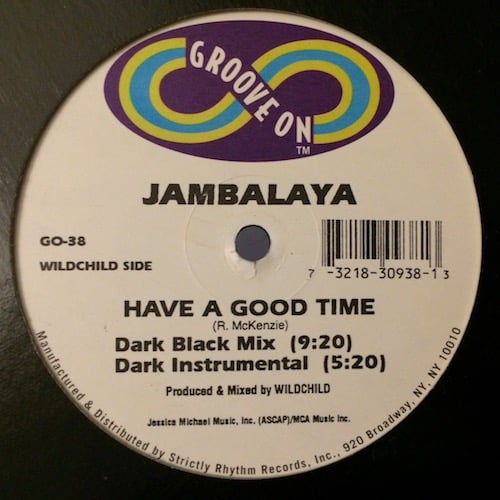 GROOVE ON
TM
JAMBALAYA
GO-38
WILDCHILD SIDE
7 -3218-30938-1 3
HAVE A GOOD TIME
(R. McKenzie)
Dark Black Mix (9:20)
Dark Instrumental (5:20)
Produced & Mixed by WILDCHILD
Jessica Michael Music, Inc. (ASCAP)/MCA Music Inc.
Manufactured & Distributed by Strictly Rhythm Records, Inc., 920 Broadway, NY, NY 10010